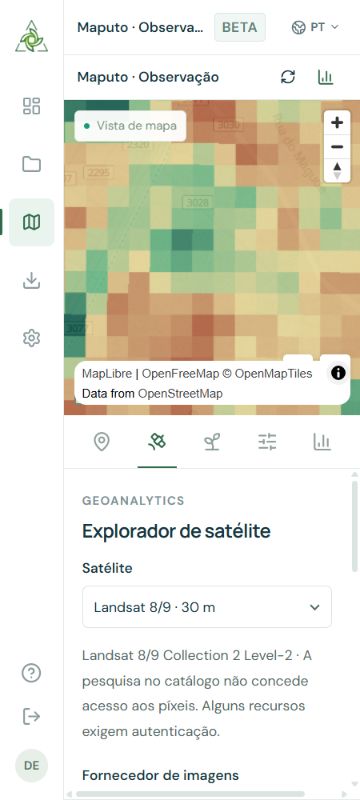 Maputo · Observa...
BETA
PT
Maputo · Observação
Vista de mapa
3030
2320
2295
3028
3077
MapLibre | OpenFreeMap © OpenMapTiles
Data from OpenStreetMap
GEOANALYTICS
Explorador de satélite
Satélite
Landsat 8/9 · 30 m
Landsat 8/9 Collection 2 Level-2 · A
pesquisa no catálogo não concede
acesso aos píxeis. Alguns recursos
exigem autenticação.
Fornecedor de imagens
DE